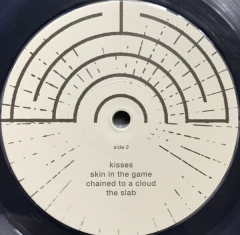 side 2
kisses
skin in the game
chained to a cloud
the slab